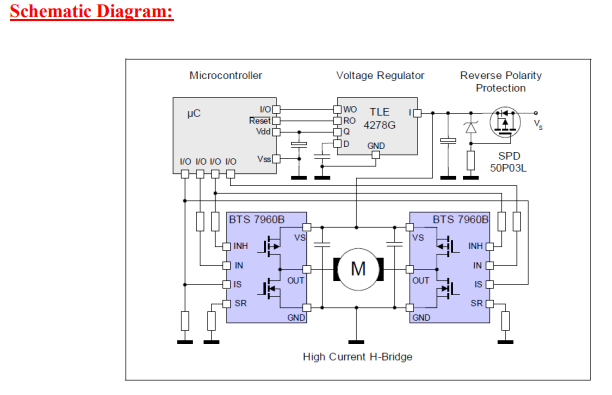 Schematic Diagram:
Microcontroller
Voltage Regulator
Reverse Polarity
Protection
µC
I/O
Reset
Vdd
Vss
I/O I/O I/O I/O
WO
RO
Q
D
TLE
4278G
I
GND
Vs
SPD
50P03L
BTS 7960B
VS
INH
IN
IS
SR
OUT
GND
M
BTS 7960B
VS
INH
IN
IS
SR
OUT
GND
High Current H-Bridge